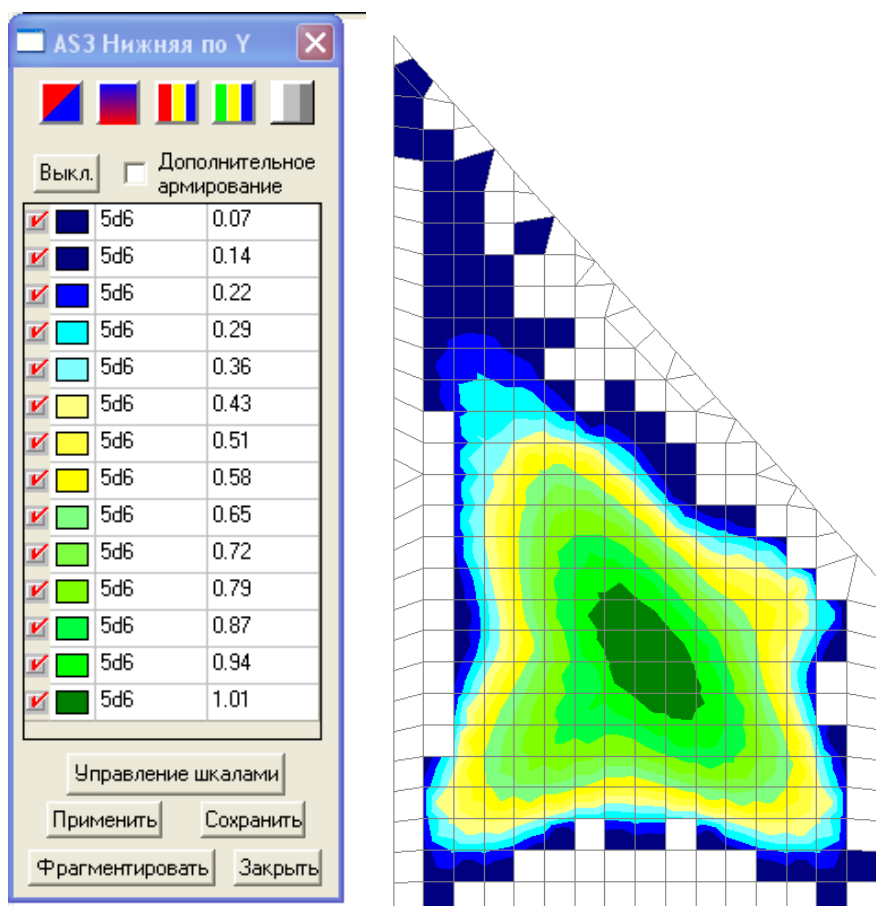 AS3 Нижняя по Y
Выкл.
Дополнительное
армирование
5d6 0.07
5d6 0.14
5d6 0.22
5d6 0.29
5d6 0.36
5d6 0.43
5d6 0.51
5d6 0.58
5d6 0.65
5d6 0.72
5d6 0.79
5d6 0.87
5d6 0.94
5d6 1.01
Управление шкалами
Применить Сохранить
Фрагментировать Закрыть